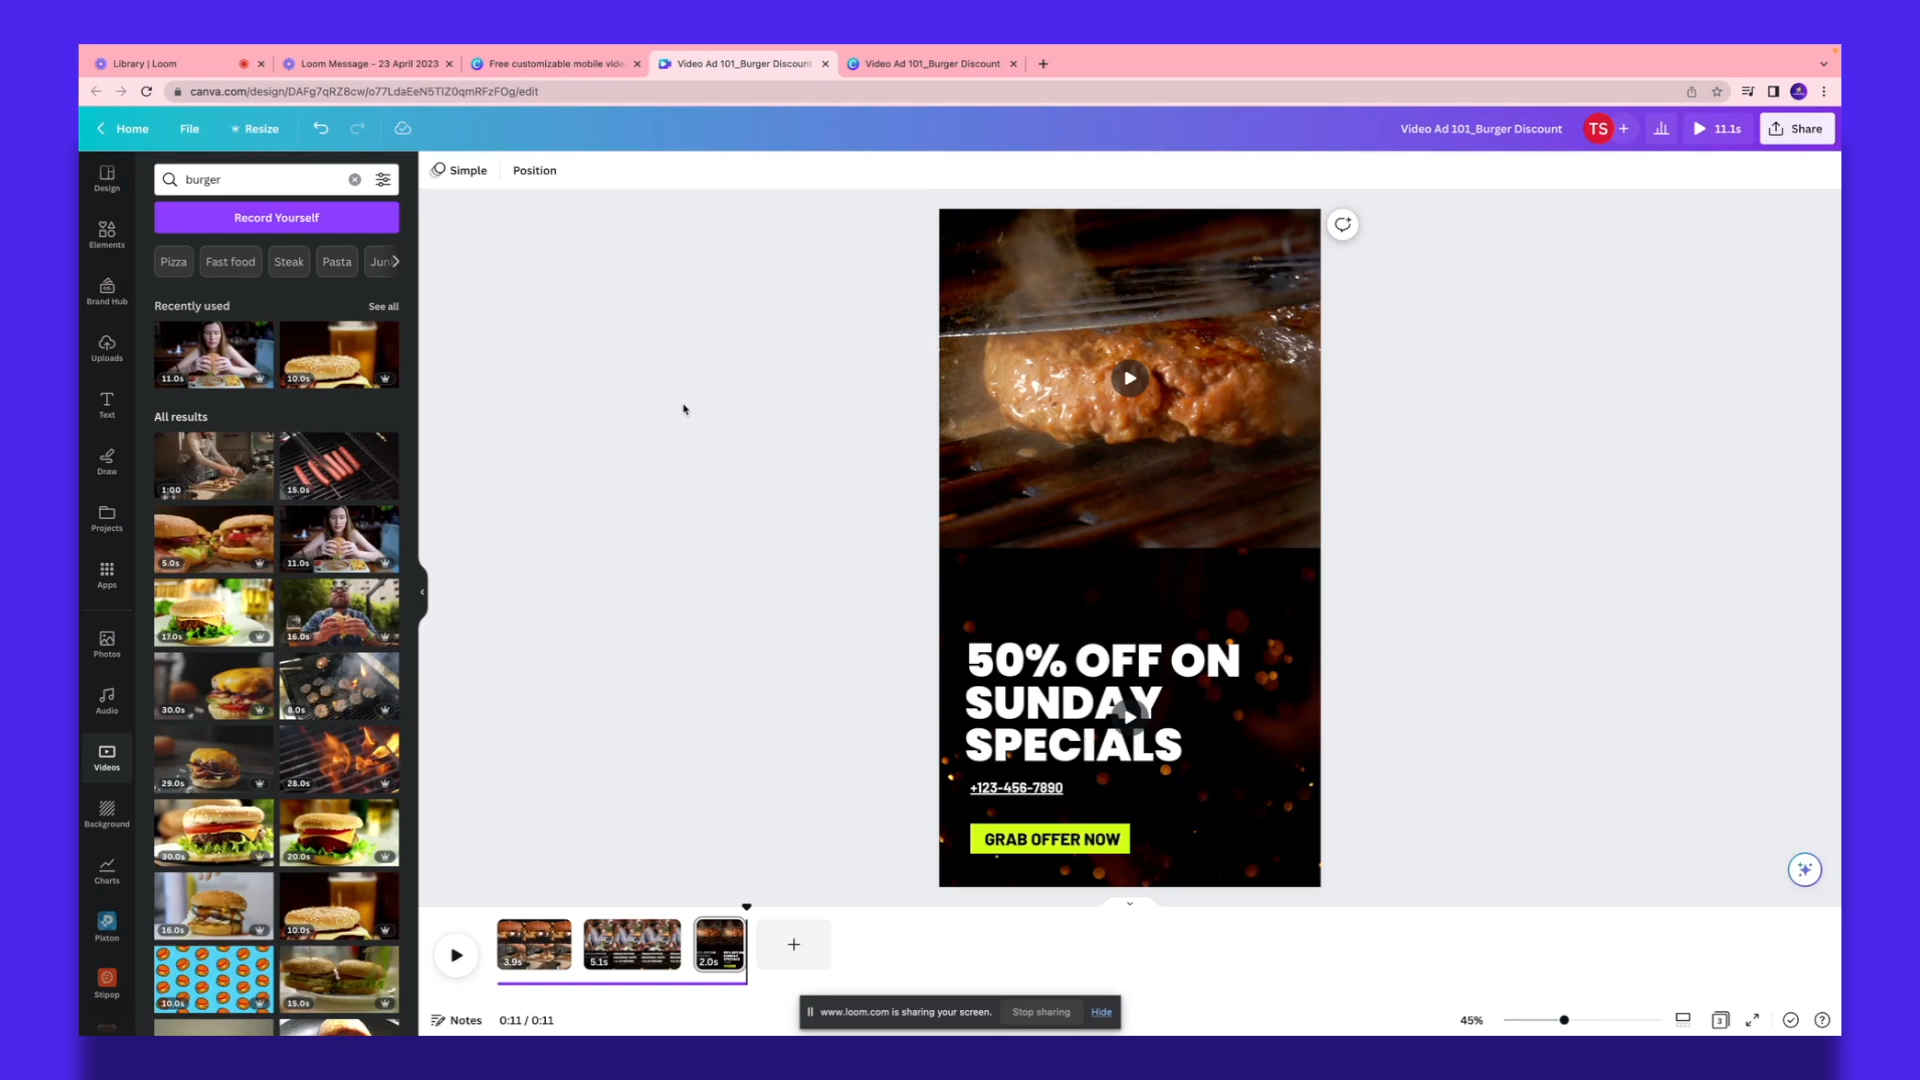 Library | Loom
Loom Message - 23 April 2023
Free customizable mobile vide
Video Ad 101_Burger Discount
Video Ad 101_Burger Discount
canva.com/design/DAFg7qRZ8cw/o77LdaEeN5TIZ0qmRFzFOg/edit
Home
File
Resize
Video Ad 101_Burger Discount
TS
11.1s
Share
Design
Elements
Brand Hub
Uploads
Text
Draw
Projects
Apps
Photos
Audio
Videos
Background
Charts
Pixton
Stipop
burger
Record Yourself
Pizza
Fast food
Steak
Pasta
Jun
Recently used
See all
11.0s
10.0s
All results
1:00
15.0s
5.0s
11.0s
17.0s
16.0s
30.0s
8.0s
29.0s
28.0s
30.0s
20.0s
16.0s
10.0s
10.0s
15.0s
Simple
Position
50% OFF ON
SUNDAY
SPECIALS
+123-456-7890
GRAB OFFER NOW
3.9s
5.1s
2.0s
Notes
0:11 / 0:11
www.loom.com is sharing your screen.
Stop sharing
Hide
45%
3